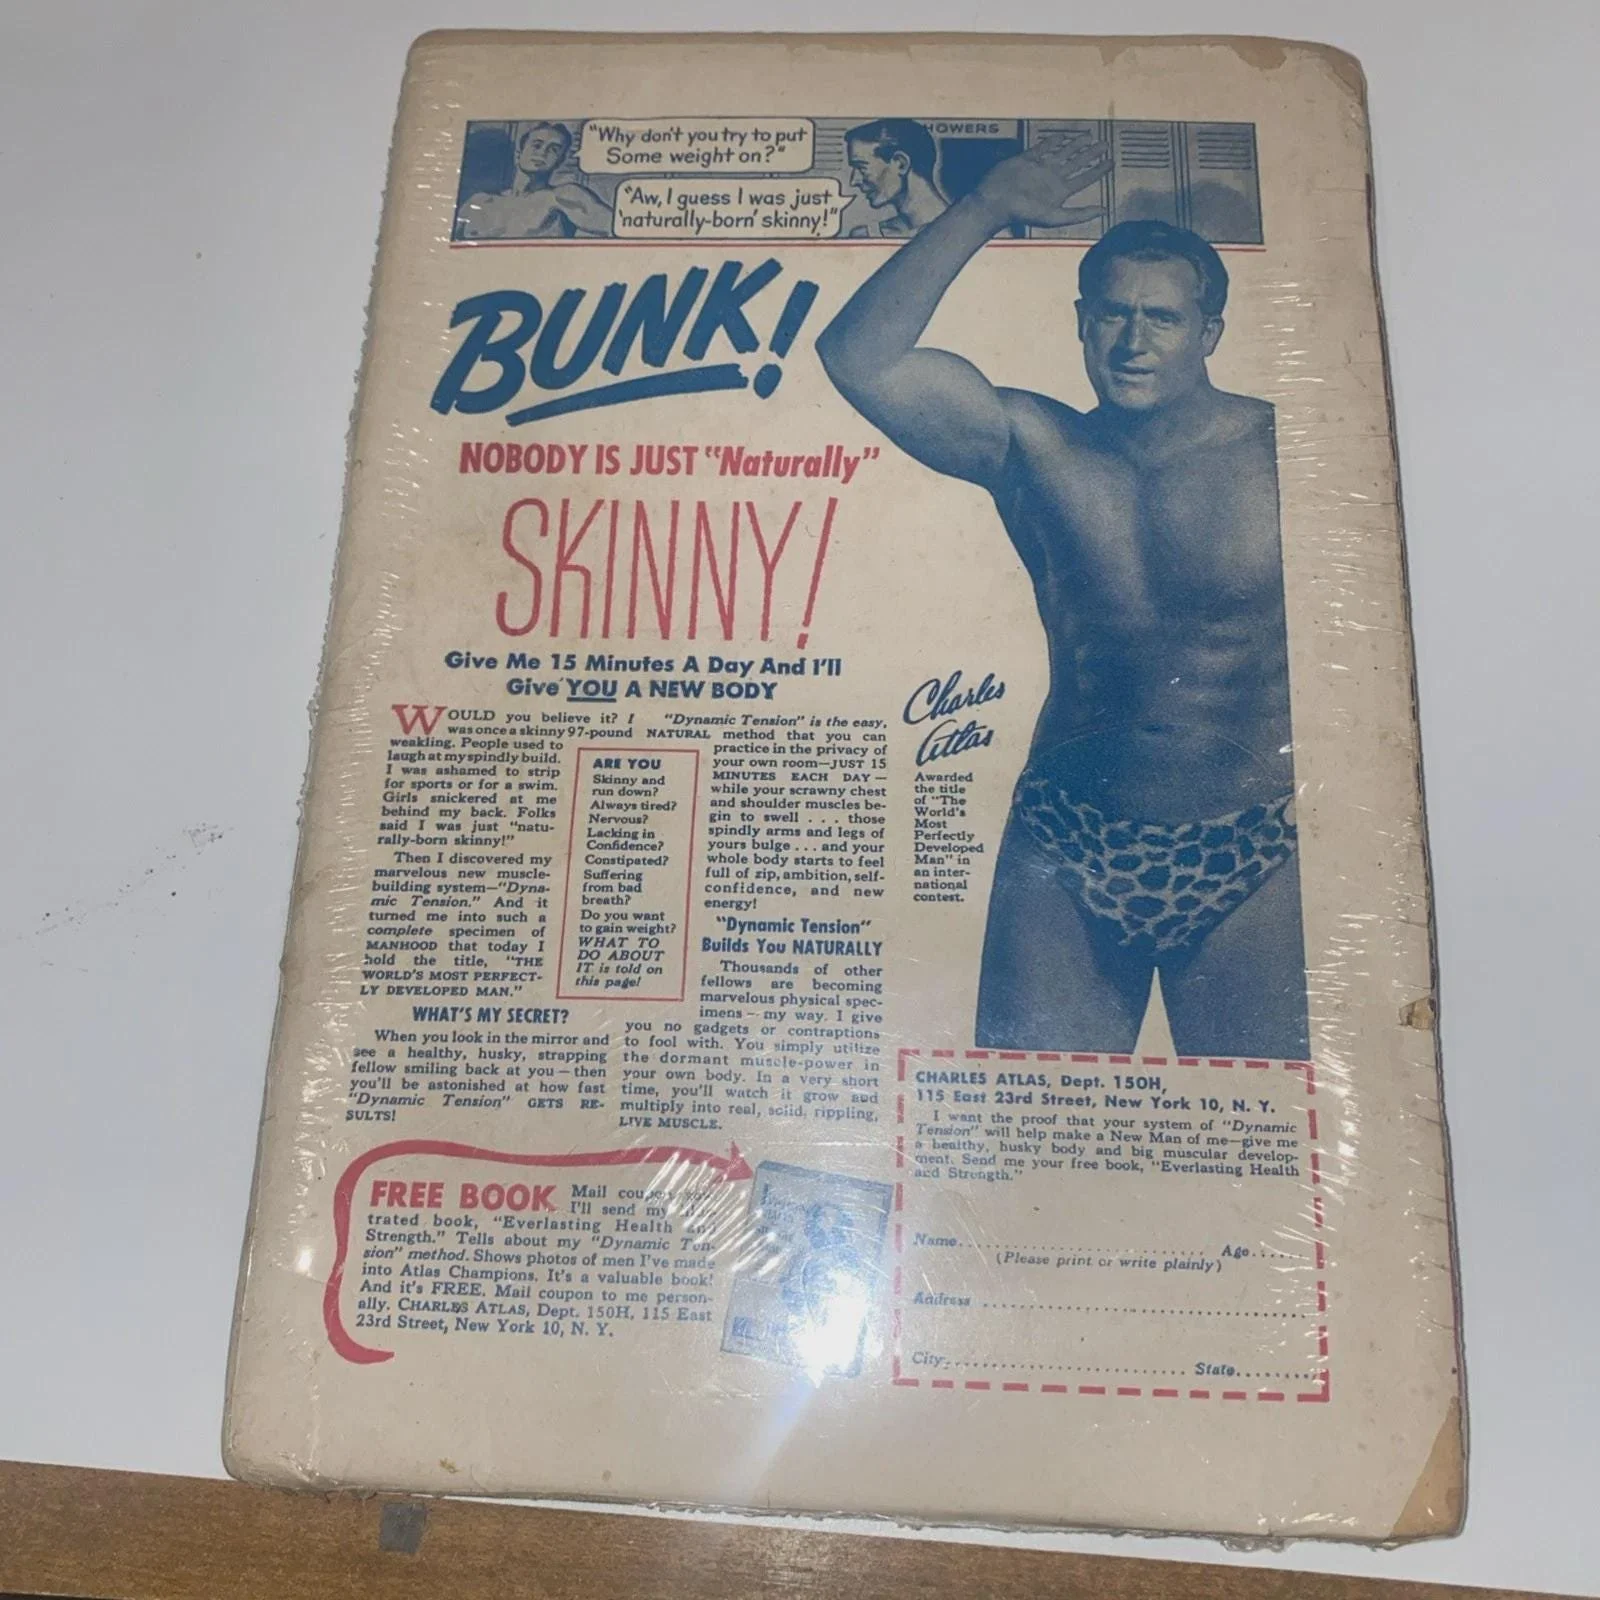 "Why don't you try to put
Some weight on?"
"Aw, I guess I was just
'naturally-born' skinny!"
HOWERS
BUNK!
NOBODY IS JUST "Naturally"
SKINNY!
Give Me 15 Minutes A Day And I'll
Give YOU A NEW BODY
WOULD you believe it? I
was once a skinny 97-pound
weakling. People used to
laugh at my spindly build.
I was ashamed to strip
for sports or for a swim.
Girls snickered at me
behind my back. Folks
said I was just "natu-
rally-born skinny!"
Then I discovered my
marvelous new muscle-
building system—"Dyna-
mic Tension." And it
turned me into such a
complete specimen of
MANHOOD that today I
hold the title, "THE
WORLD'S MOST PERFECT-
LY DEVELOPED MAN."
WHAT'S MY SECRET?
When you look in the mirror and
see a healthy, husky, strapping
fellow smiling back at you—then
you'll be astonished at how fast
"Dynamic Tension" GETS RE-
SULTS!
ARE YOU
Skinny and
run down?
Always tired?
Nervous?
Lacking in
Confidence?
Constipated?
Suffering
from bad
breath?
Do you want
to gain weight?
WHAT TO
DO ABOUT
IT is told on
this page!
"Dynamic Tension" is the easy,
NATURAL method that you can
practice in the privacy of
your own room—JUST 15
MINUTES EACH DAY—
while your scrawny chest
and shoulder muscles be-
gin to swell . . . those
spindly arms and legs of
yours bulge . . . and your
whole body starts to feel
full of zip, ambition, self-
confidence, and new
energy!
"Dynamic Tension"
Builds You NATURALLY
Thousands of other
fellows are becoming
marvelous physical spec-
imens—my way. I give
you no gadgets or contraptions
to fool with. You simply utilize
the dormant muscle-power in
your own body. In a very short
time, you'll watch it grow and
multiply into real, solid, rippling,
LIVE MUSCLE.
Charles
Atlas
Awarded
the title
of "The
World's
Most
Perfectly
Developed
Man" in
an inter-
national
contest.
FREE BOOK Mail coupon now
I'll send my illus-
trated book, "Everlasting Health and
Strength." Tells about my "Dynamic Ten-
sion" method. Shows photos of men I've made
into Atlas Champions. It's a valuable book!
And it's FREE. Mail coupon to me person-
ally. CHARLES ATLAS, Dept. 150H, 115 East
23rd Street, New York 10, N. Y.
CHARLES ATLAS, Dept. 150H,
115 East 23rd Street, New York 10, N. Y.
I want the proof that your system of "Dynamic
Tension" will help make a New Man of me—give me
a healthy, husky body and big muscular develop-
ment. Send me your free book, "Everlasting Health
and Strength."
Name.............................. Age......
(Please print or write plainly)
Address ..............................
City.............................. State.........